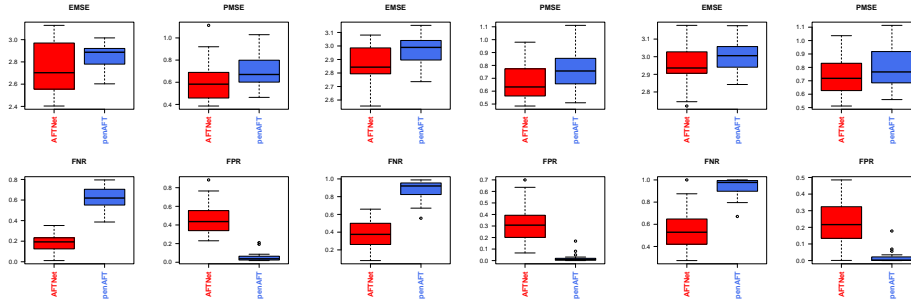 EMSE PMSE EMSE PMSE EMSE PMSE
3.0 2.8 2.6 2.4
1.0 0.8 0.6 0.4
3.1 3.0 2.9 2.8 2.7 2.6
1.1 1.0 0.9 0.8 0.7 0.6 0.5
3.1 3.0 2.9 2.8
1.1 1.0 0.9 0.8 0.7 0.6 0.5
AFTNet penAFT AFTNet penAFT AFTNet penAFT AFTNet penAFT AFTNet penAFT AFTNet penAFT
FNR FPR FNR FPR FNR FPR
0.8 0.6 0.4 0.2 0.0
0.8 0.6 0.4 0.2 0.0
1.0 0.8 0.6 0.4 0.2
0.7 0.6 0.5 0.4 0.3 0.2 0.1 0.0
1.0 0.8 0.6 0.4
0.5 0.4 0.3 0.2 0.1 0.0
AFTNet penAFT AFTNet penAFT AFTNet penAFT AFTNet penAFT AFTNet penAFT AFTNet penAFT